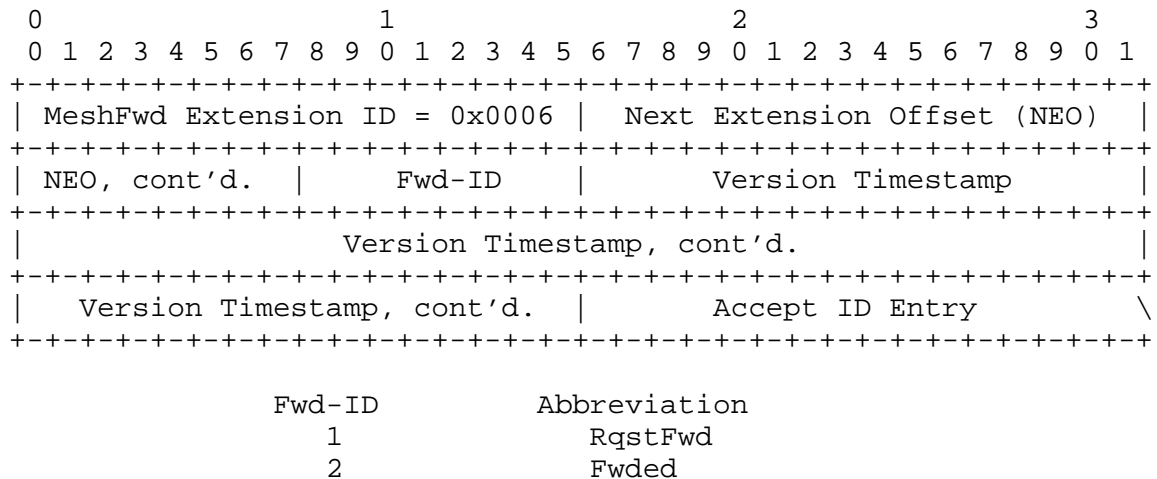 0                   1                   2                   3
 0 1 2 3 4 5 6 7 8 9 0 1 2 3 4 5 6 7 8 9 0 1 2 3 4 5 6 7 8 9 0 1
+-+-+-+-+-+-+-+-+-+-+-+-+-+-+-+-+-+-+-+-+-+-+-+-+-+-+-+-+-+-+-+-+
| MeshFwd Extension ID = 0x0006 |  Next Extension Offset (NEO)  |
+-+-+-+-+-+-+-+-+-+-+-+-+-+-+-+-+-+-+-+-+-+-+-+-+-+-+-+-+-+-+-+-+
| NEO, cont’d.  |     Fwd-ID    |       Version Timestamp       |
+-+-+-+-+-+-+-+-+-+-+-+-+-+-+-+-+-+-+-+-+-+-+-+-+-+-+-+-+-+-+-+-+
|                  Version Timestamp, cont’d.                   |
+-+-+-+-+-+-+-+-+-+-+-+-+-+-+-+-+-+-+-+-+-+-+-+-+-+-+-+-+-+-+-+-+
|   Version Timestamp, cont’d.  |       Accept ID Entry         \
+-+-+-+-+-+-+-+-+-+-+-+-+-+-+-+-+-+-+-+-+-+-+-+-+-+-+-+-+-+-+-+-+
Fwd-ID         Abbreviation
1              RqstFwd
2              Fwded